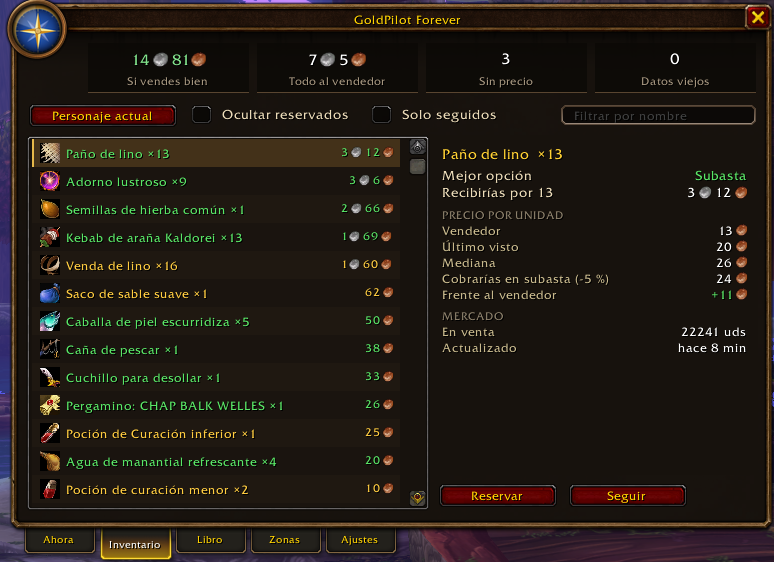 GoldPilot Forever
14 81
Si vendes bien
7 5
Todo al vendedor
3
Sin precio
0
Datos viejos
Personaje actual
Ocultar reservados
Solo seguidos
Filtrar por nombre
Paño de lino ×13 3 12
Adorno lustroso ×9 3 6
Semillas de hierba común ×1 2 66
Kebab de araña Kaldorei ×13 1 69
Venda de lino ×16 1 60
Saco de sable suave ×1 62
Caballa de piel escurridiza ×5 50
Caña de pescar ×1 38
Cuchillo para desollar ×1 33
Pergamino: CHAP BALK WELLES ×1 26
Poción de Curación inferior ×1 25
Agua de manantial refrescante ×4 20
Poción de curación menor ×2 10
Paño de lino ×13
Mejor opción Subasta
Recibirías por 13 3 12
PRECIO POR UNIDAD
Vendedor 13
Último visto 20
Mediana 26
Cobrarías en subasta (-5 %) 24
Frente al vendedor +11
MERCADO
En venta 22241 uds
Actualizado hace 8 min
Reservar
Seguir
Ahora
Inventario
Libro
Zonas
Ajustes